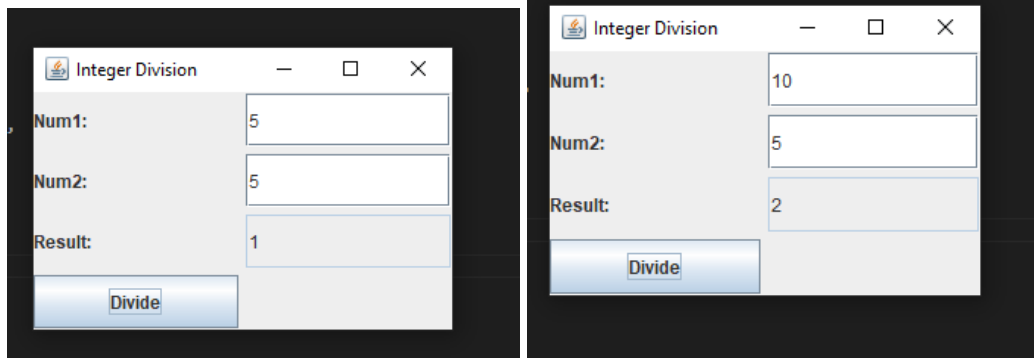 Integer Division
Num1: 5
Num2: 5
Result: 1
Divide
Integer Division
Num1: 10
Num2: 5
Result: 2
Divide